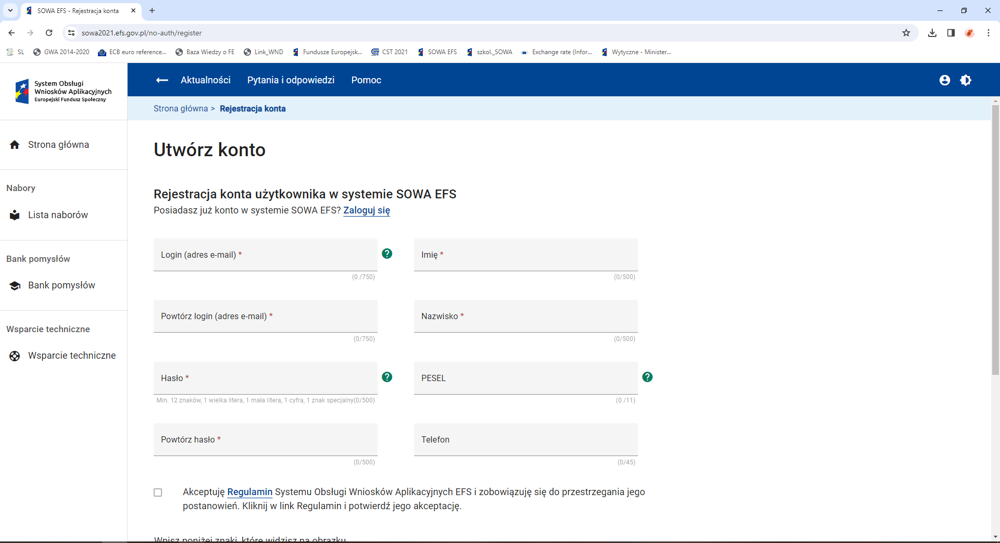 SOWA EFS - Rejestracja konta
sowa2021.efs.gov.pl/no-auth/register
SL
GWA 2014-2020
ECB euro reference...
Baza Wiedzy o FE
Link_WND
Fundusze Europejsk...
CST 2021
SOWA EFS
szkol._SOWA
Exchange rate (Infor...
Wytyczne - Minister...
System Obsługi
Wniosków Aplikacyjnych
Europejski Fundusz Społeczny
Aktualności
Pytania i odpowiedzi
Pomoc
Strona główna > Rejestracja konta
Strona główna
Nabory
Lista naborów
Bank pomysłów
Bank pomysłów
Wsparcie techniczne
Wsparcie techniczne
Utwórz konto
Rejestracja konta użytkownika w systemie SOWA EFS
Posiadasz już konto w systemie SOWA EFS? Zaloguj się
Login (adres e-mail) *
?
(0 /750)
Imię *
(0/500)
Powtórz login (adres e-mail) *
(0/750)
Nazwisko *
(0/500)
Hasło *
?
Min. 12 znaków, 1 wielka litera, 1 mała litera, 1 cyfra, 1 znak specjalny(0/500)
PESEL
?
(0 /11)
Powtórz hasło *
(0/500)
Telefon
(0/45)
Akceptuję Regulamin Systemu Obsługi Wniosków Aplikacyjnych EFS i zobowiązuję się do przestrzegania jego
postanowień. Kliknij w link Regulamin i potwierdź jego akceptację.
Wpisz poniżej znaki, które widzisz na obrazku